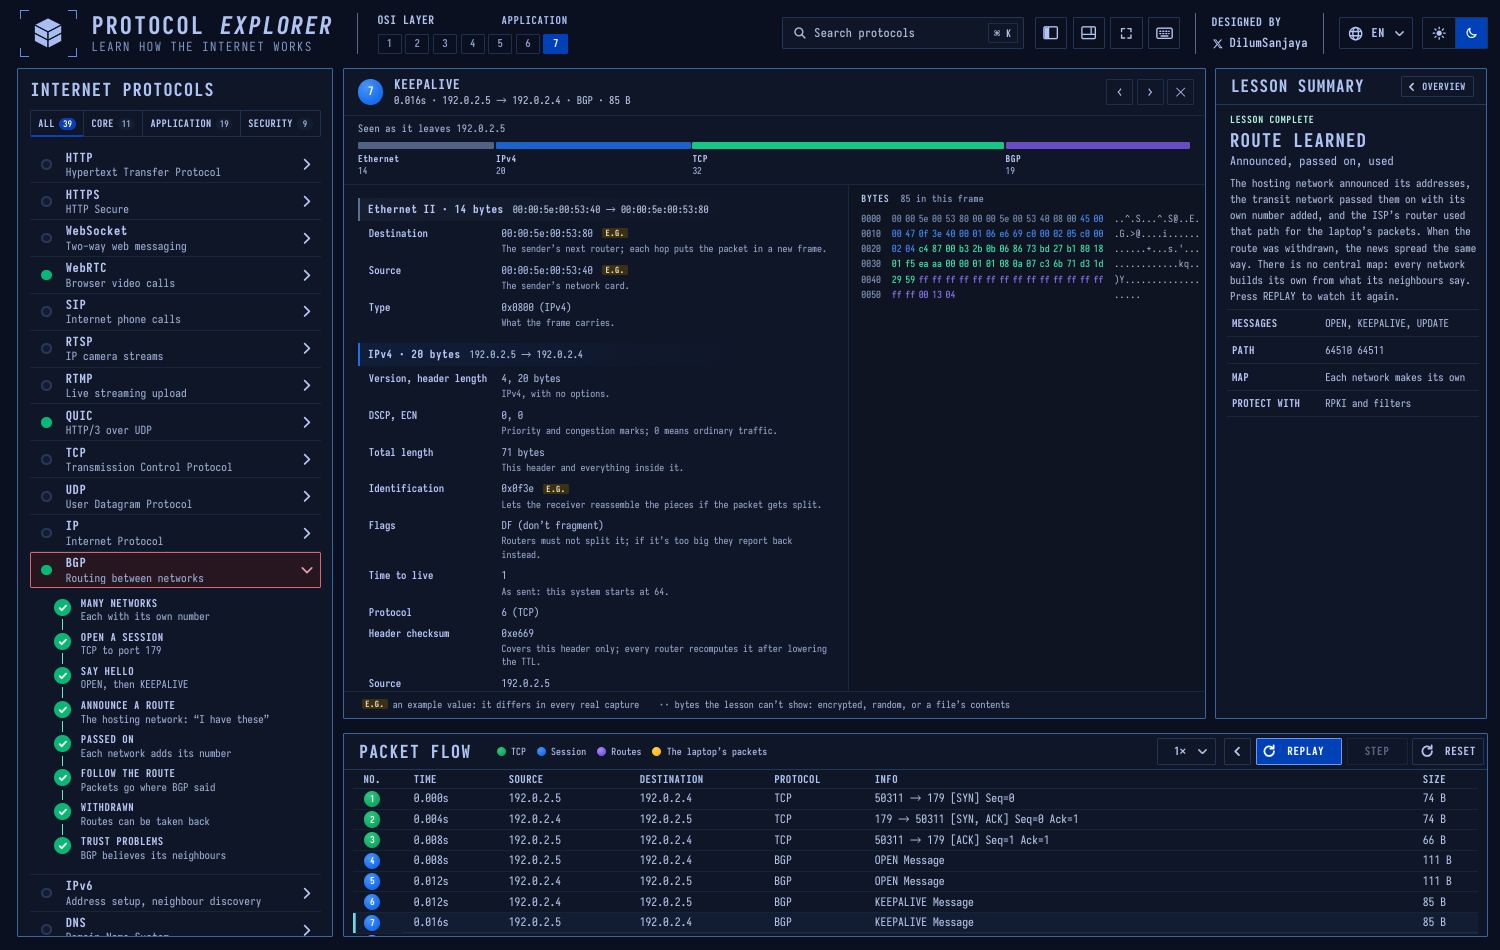 PROTOCOL EXPLORER
LEARN HOW THE INTERNET WORKS
OSI LAYER
APPLICATION
1 2 3 4 5 6 7
Search protocols
⌘ K
DESIGNED BY
DilumSanjaya
EN
INTERNET PROTOCOLS
ALL 39
CORE 11
APPLICATION 19
SECURITY 9
HTTP
Hypertext Transfer Protocol
HTTPS
HTTP Secure
WebSocket
Two-way web messaging
WebRTC
Browser video calls
SIP
Internet phone calls
RTSP
IP camera streams
RTMP
Live streaming upload
QUIC
HTTP/3 over UDP
TCP
Transmission Control Protocol
UDP
User Datagram Protocol
IP
Internet Protocol
BGP
Routing between networks
MANY NETWORKS
Each with its own number
OPEN A SESSION
TCP to port 179
SAY HELLO
OPEN, then KEEPALIVE
ANNOUNCE A ROUTE
The hosting network: “I have these”
PASSED ON
Each network adds its number
FOLLOW THE ROUTE
Packets go where BGP said
WITHDRAWN
Routes can be taken back
TRUST PROBLEMS
BGP believes its neighbours
IPv6
Address setup, neighbour discovery
DNS
7
KEEPALIVE
0.016s · 192.0.2.5 → 192.0.2.4 · BGP · 85 B
Seen as it leaves 192.0.2.5
Ethernet
14
IPv4
20
TCP
32
BGP
19
Ethernet II · 14 bytes 00:00:5e:00:53:40 → 00:00:5e:00:53:80
Destination
00:00:5e:00:53:80 E.G.
The sender’s next router; each hop puts the packet in a new frame.
Source
00:00:5e:00:53:40 E.G.
The sender’s network card.
Type
0x0800 (IPv4)
What the frame carries.
IPv4 · 20 bytes 192.0.2.5 → 192.0.2.4
Version, header length
4, 20 bytes
IPv4, with no options.
DSCP, ECN
0, 0
Priority and congestion marks; 0 means ordinary traffic.
Total length
71 bytes
This header and everything inside it.
Identification
0x0f3e E.G.
Lets the receiver reassemble the pieces if the packet gets split.
Flags
DF (don’t fragment)
Routers must not split it; if it’s too big they report back
instead.
Time to live
1
As sent: this system starts at 64.
Protocol
6 (TCP)
Header checksum
0xe669
Covers this header only; every router recomputes it after lowering
the TTL.
Source
192.0.2.5
BYTES 85 in this frame
0000 00 00 5e 00 53 80 00 00 5e 00 53 40 08 00 45 00 ..^.S...^.S@..E.
0010 00 47 0f 3e 40 00 01 06 e6 69 c0 00 02 05 c0 00 .G.>@....i......
0020 02 04 c4 87 00 b3 2b 0b 06 86 73 bd 27 b1 80 18 ......+...s.'...
0030 01 f5 ea aa 00 00 01 01 08 0a 07 c3 6b 71 d3 1d ............kq..
0040 29 59 ff ff ff ff ff ff ff ff ff ff ff ff ff ff )Y..............
0050 ff ff 00 13 04 .....
E.G. an example value: it differs in every real capture ·· bytes the lesson can’t show: encrypted, random, or a file’s contents
LESSON SUMMARY
OVERVIEW
LESSON COMPLETE
ROUTE LEARNED
Announced, passed on, used
The hosting network announced its addresses,
the transit network passed them on with its
own number added, and the ISP’s router used
that path for the laptop’s packets. When the
route was withdrawn, the news spread the same
way. There is no central map: every network
builds its own from what its neighbours say.
Press REPLAY to watch it again.
MESSAGES OPEN, KEEPALIVE, UPDATE
PATH 64510 64511
MAP Each network makes its own
PROTECT WITH RPKI and filters
PACKET FLOW
TCP
Session
Routes
The laptop’s packets
1×
REPLAY
STEP
RESET
NO. TIME SOURCE DESTINATION PROTOCOL INFO SIZE
1 0.000s 192.0.2.5 192.0.2.4 TCP 50311 → 179 [SYN] Seq=0 74 B
2 0.004s 192.0.2.4 192.0.2.5 TCP 179 → 50311 [SYN, ACK] Seq=0 Ack=1 74 B
3 0.008s 192.0.2.5 192.0.2.4 TCP 50311 → 179 [ACK] Seq=1 Ack=1 66 B
4 0.008s 192.0.2.5 192.0.2.4 BGP OPEN Message 111 B
5 0.012s 192.0.2.4 192.0.2.5 BGP OPEN Message 111 B
6 0.012s 192.0.2.4 192.0.2.5 BGP KEEPALIVE Message 85 B
7 0.016s 192.0.2.5 192.0.2.4 BGP KEEPALIVE Message 85 B